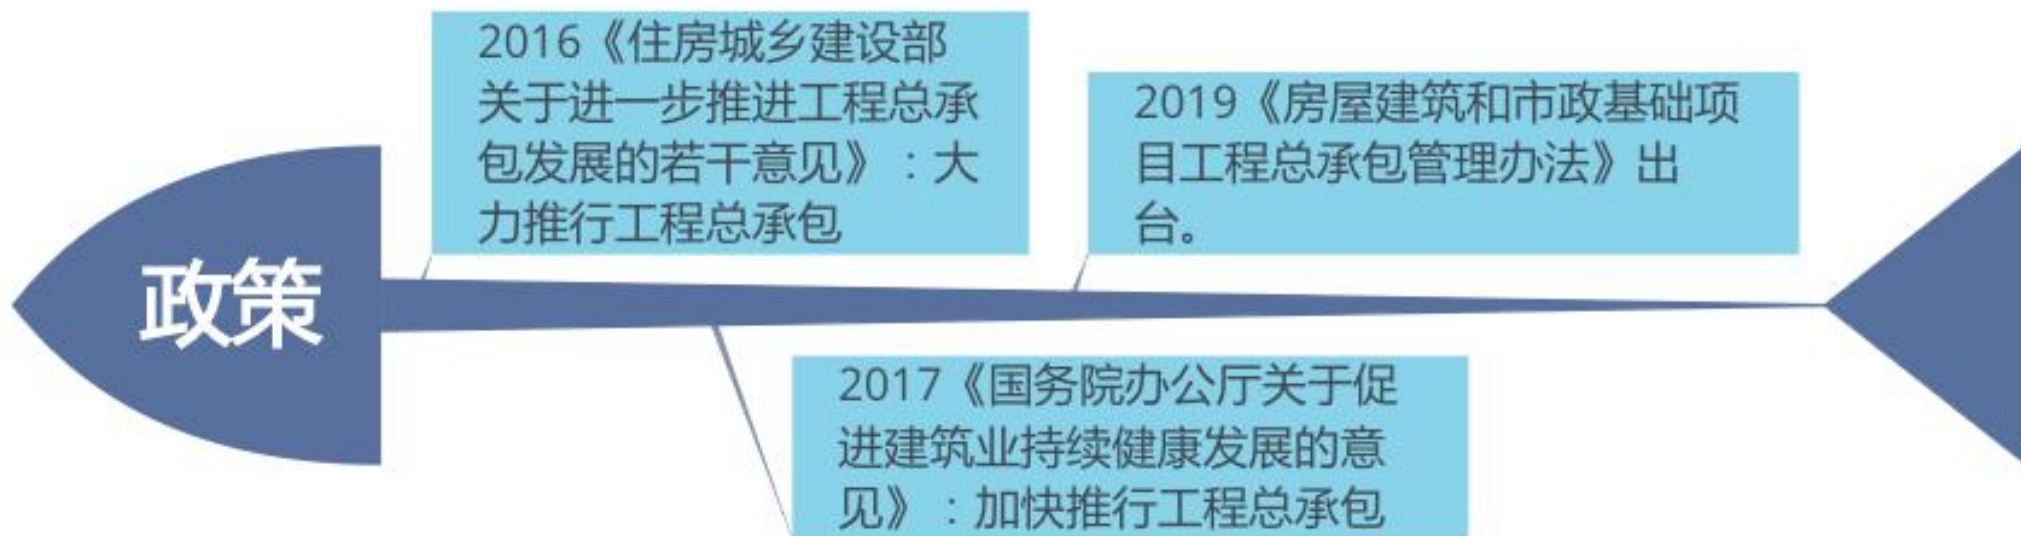 政策
2016《住房城乡建设部
关于进一步推进工程总承
包发展的若干意见》：大
力推行工程总承包
2019《房屋建筑和市政基础项
目工程总承包管理办法》出
台。
2017《国务院办公厅关于促
进建筑业持续健康发展的意
见》：加快推行工程总承包